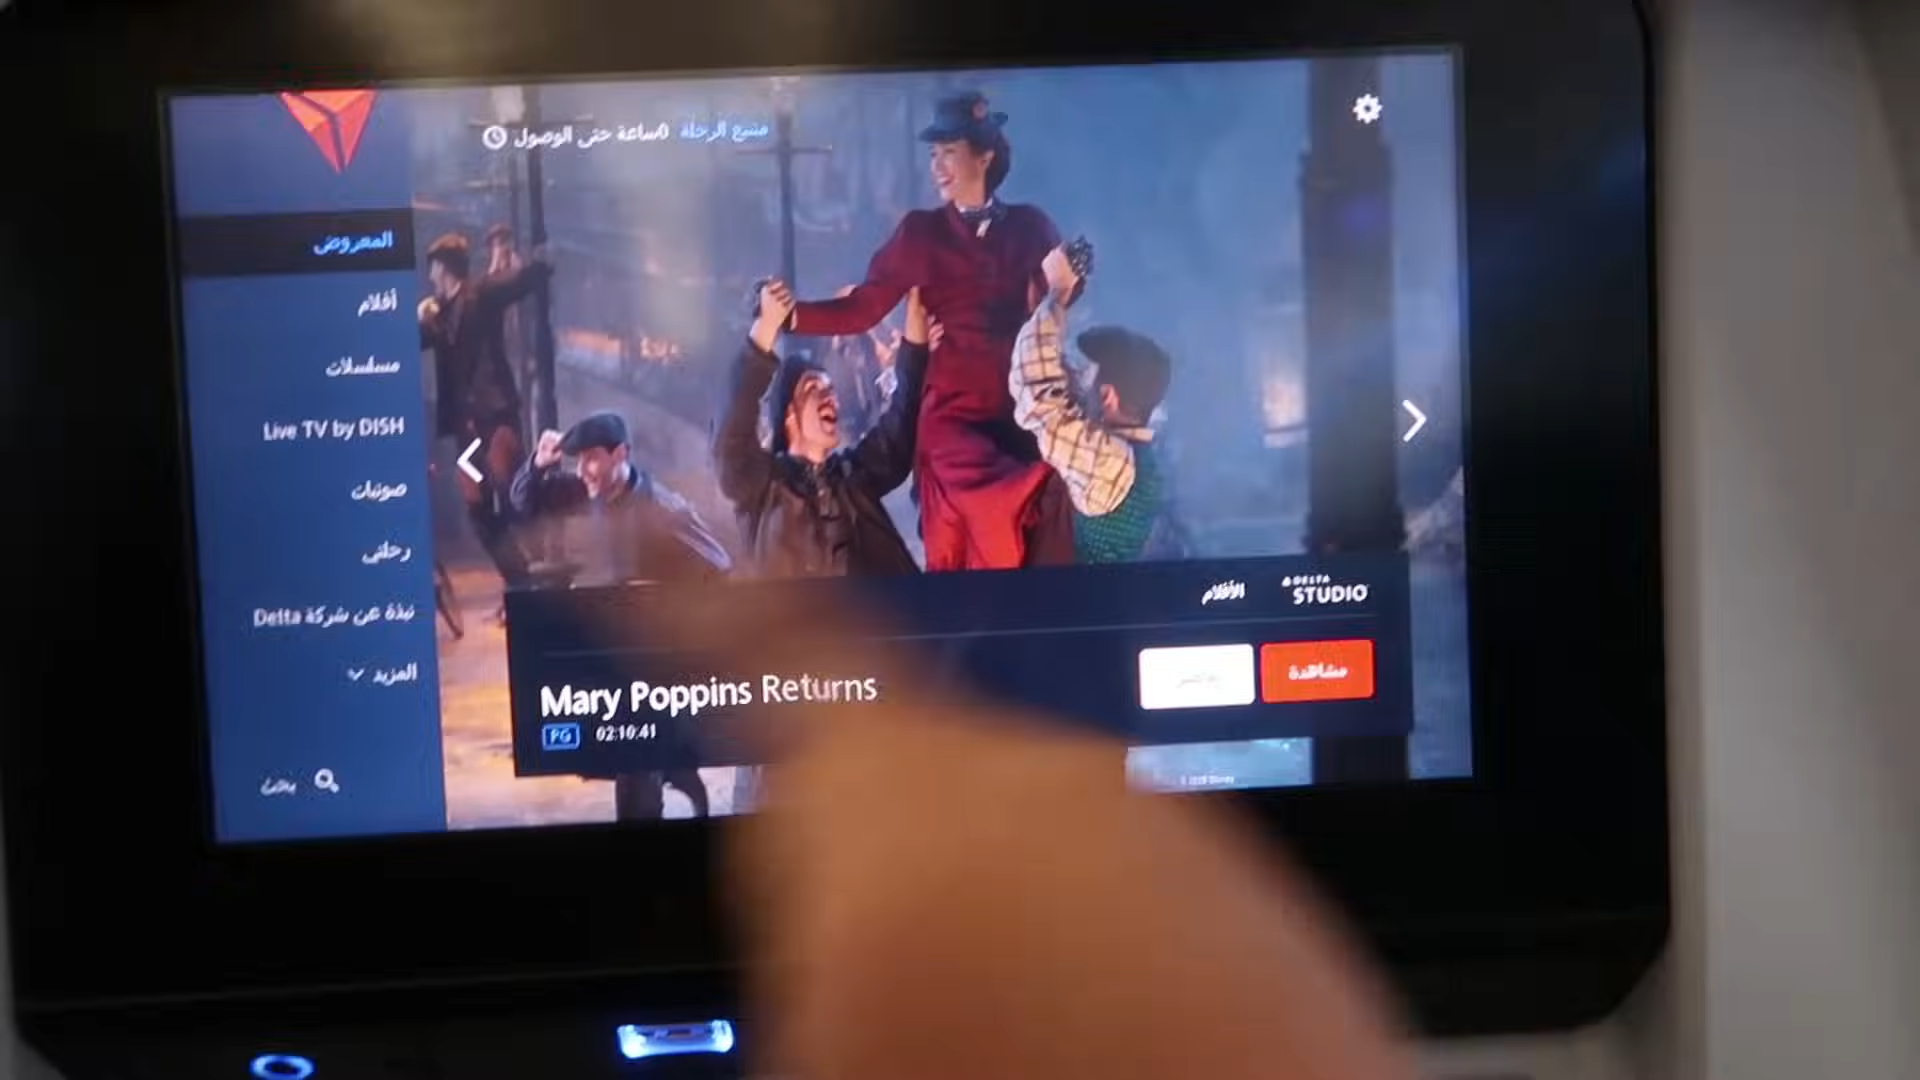 0ساعة حتى الوصول متتبع الرحلة
المعروض
أفلام
مسلسلات
Live TV by DISH
صوتيات
رحلتي
نبذة عن شركة Delta
المزيد
بحث
الأفلام
DELTA
STUDIO
Mary Poppins Returns
مشاهدة
PG 02:10:41